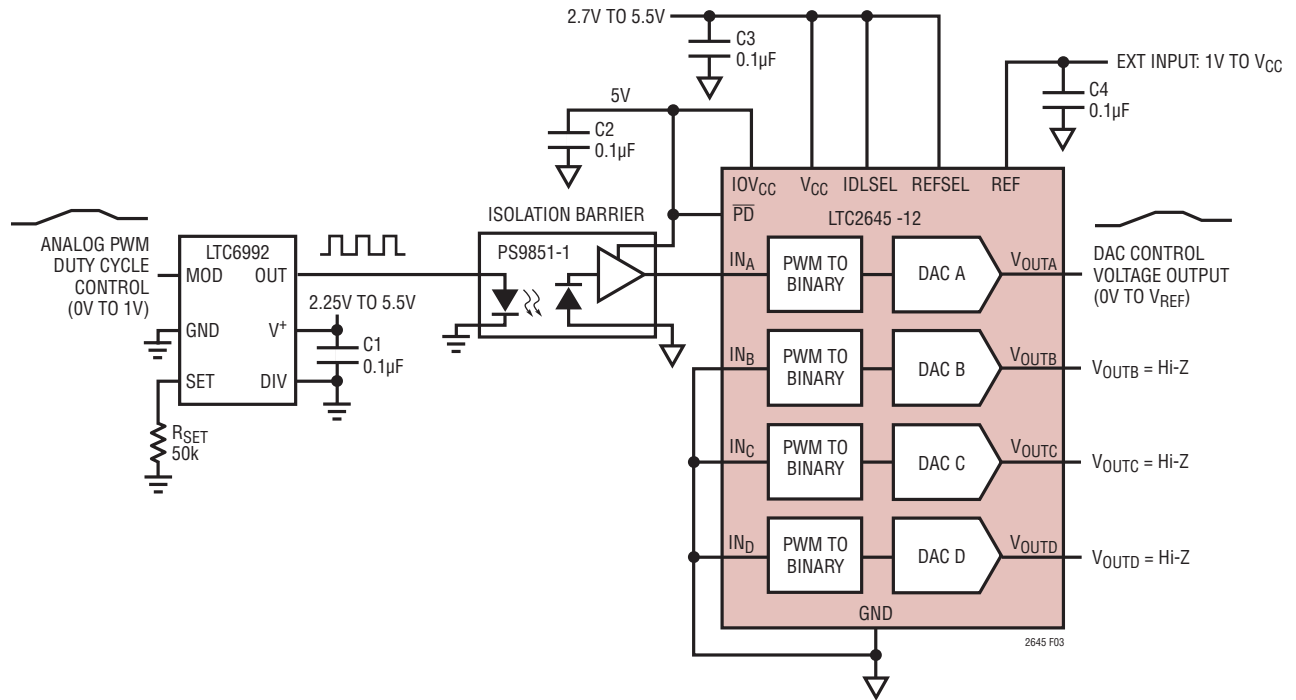 2.7V TO 5.5V
C3
0.1µF
EXT INPUT: 1V TO VCC
C4
0.1µF
5V
C2
0.1µF
IOVCC
VCC
IDLSEL
REFSEL
REF
PD
LTC2645 -12
ISOLATION BARRIER
PS9851-1
ANALOG PWM
DUTY CYCLE
CONTROL
(0V TO 1V)
LTC6992
MOD
OUT
GND
V+
SET
DIV
2.25V TO 5.5V
C1
0.1µF
RSET
50k
INA
PWM TO
BINARY
DAC A
VOUTA
DAC CONTROL
VOLTAGE OUTPUT
(0V TO VREF)
INB
PWM TO
BINARY
DAC B
VOUTB
VOUTB = Hi-Z
INC
PWM TO
BINARY
DAC C
VOUTC
VOUTC = Hi-Z
IND
PWM TO
BINARY
DAC D
VOUTD
VOUTD = Hi-Z
GND
2645 F03